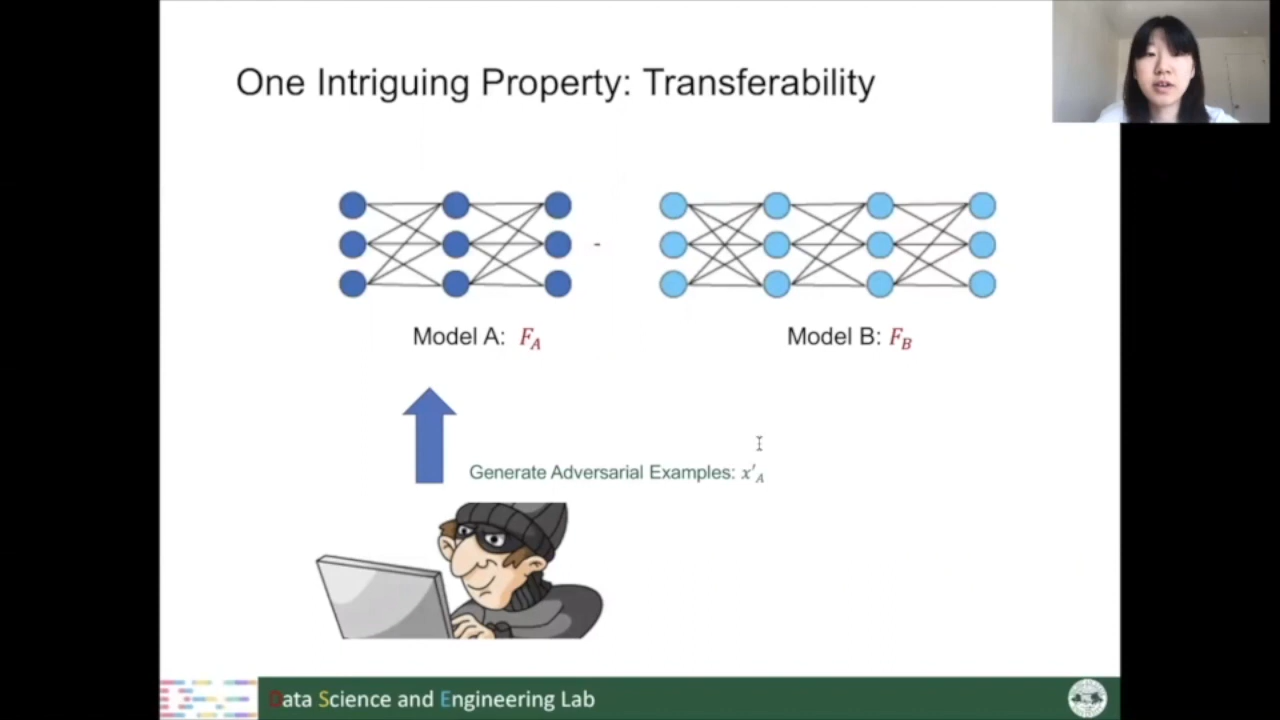 One Intriguing Property: Transferability
-
Model A: F_A
Model B: F_B
Generate Adversarial Examples: x'_A
Data Science and Engineering Lab